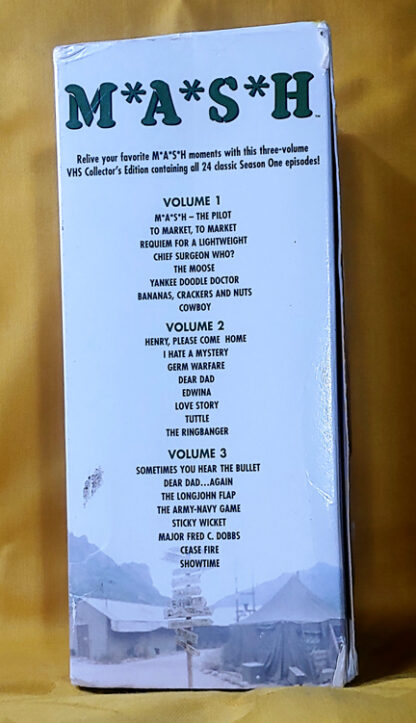 M*A*S*H™
Relive your favorite M*A*S*H moments with this three-volume
VHS Collector's Edition containing all 24 classic Season One episodes!
VOLUME 1
M*A*S*H – THE PILOT
TO MARKET, TO MARKET
REQUIEM FOR A LIGHTWEIGHT
CHIEF SURGEON WHO?
THE MOOSE
YANKEE DOODLE DOCTOR
BANANAS, CRACKERS AND NUTS
COWBOY
VOLUME 2
HENRY, PLEASE COME HOME
I HATE A MYSTERY
GERM WARFARE
DEAR DAD
EDWINA
LOVE STORY
TUTTLE
THE RINGBANGER
VOLUME 3
SOMETIMES YOU HEAR THE BULLET
DEAR DAD...AGAIN
THE LONGJOHN FLAP
THE ARMY-NAVY GAME
STICKY WICKET
MAJOR FRED C. DOBBS
CEASE FIRE
SHOWTIME